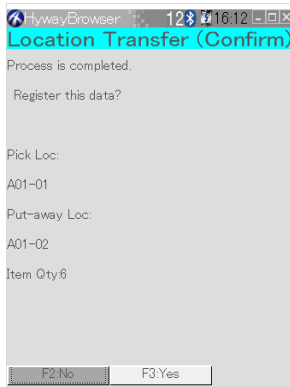 HywayBrowser 12 16:12
Location Transfer (Confirm)
Process is completed.
Register this data?
Pick Loc:
A01-01
Put-away Loc:
A01-02
Item Qty:6
F2:No F3:Yes